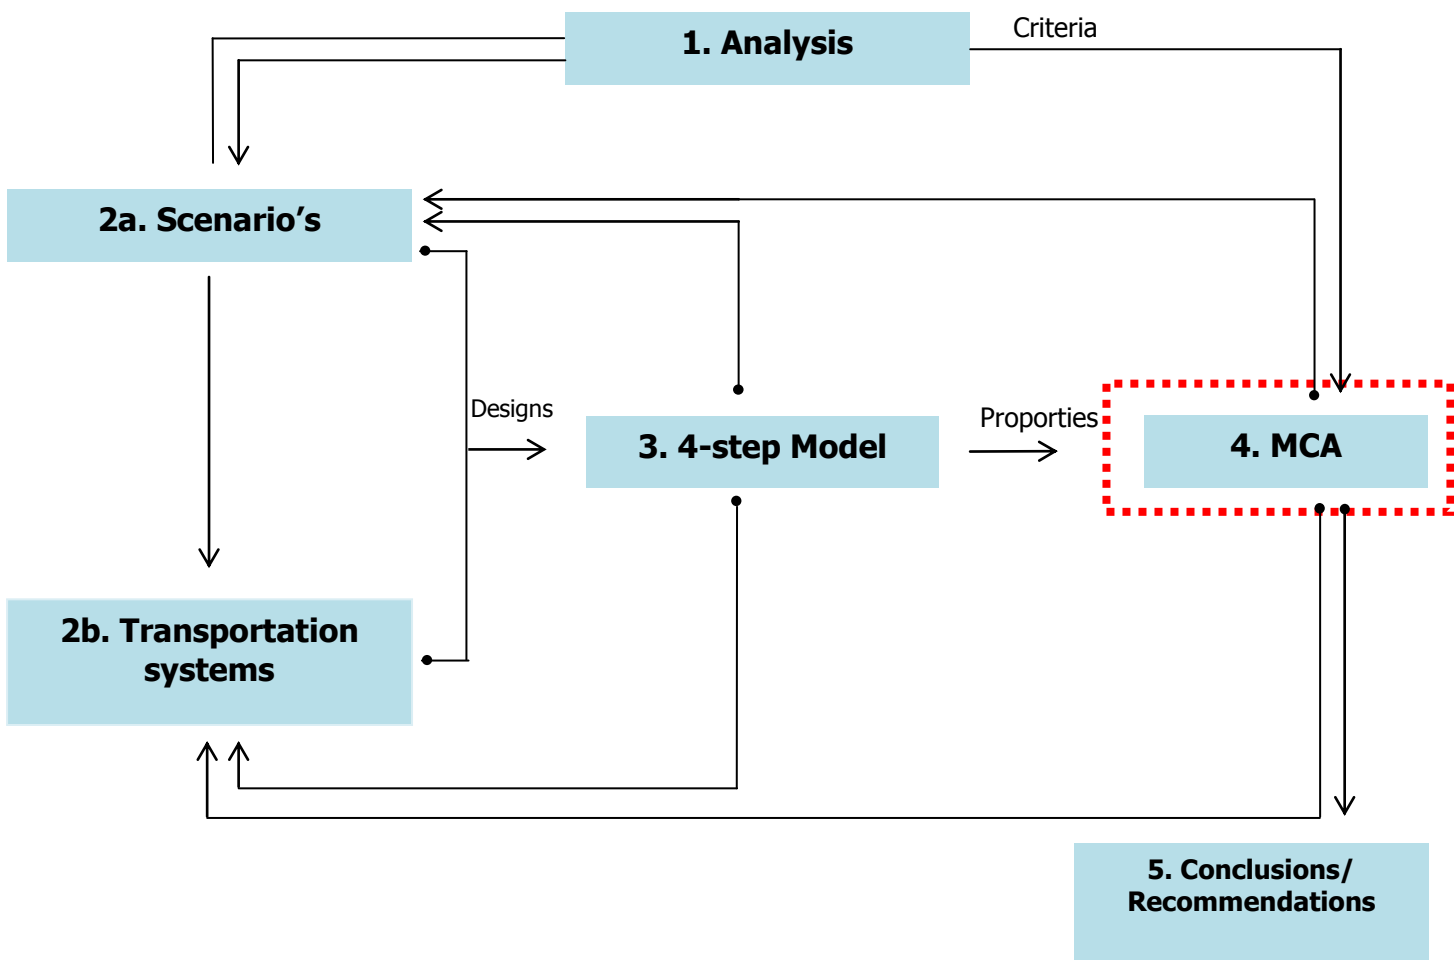 1. Analysis
Criteria
2a. Scenario’s
Designs
3. 4-step Model
Proporties
4. MCA
2b. Transportation
systems
5. Conclusions/
Recommendations